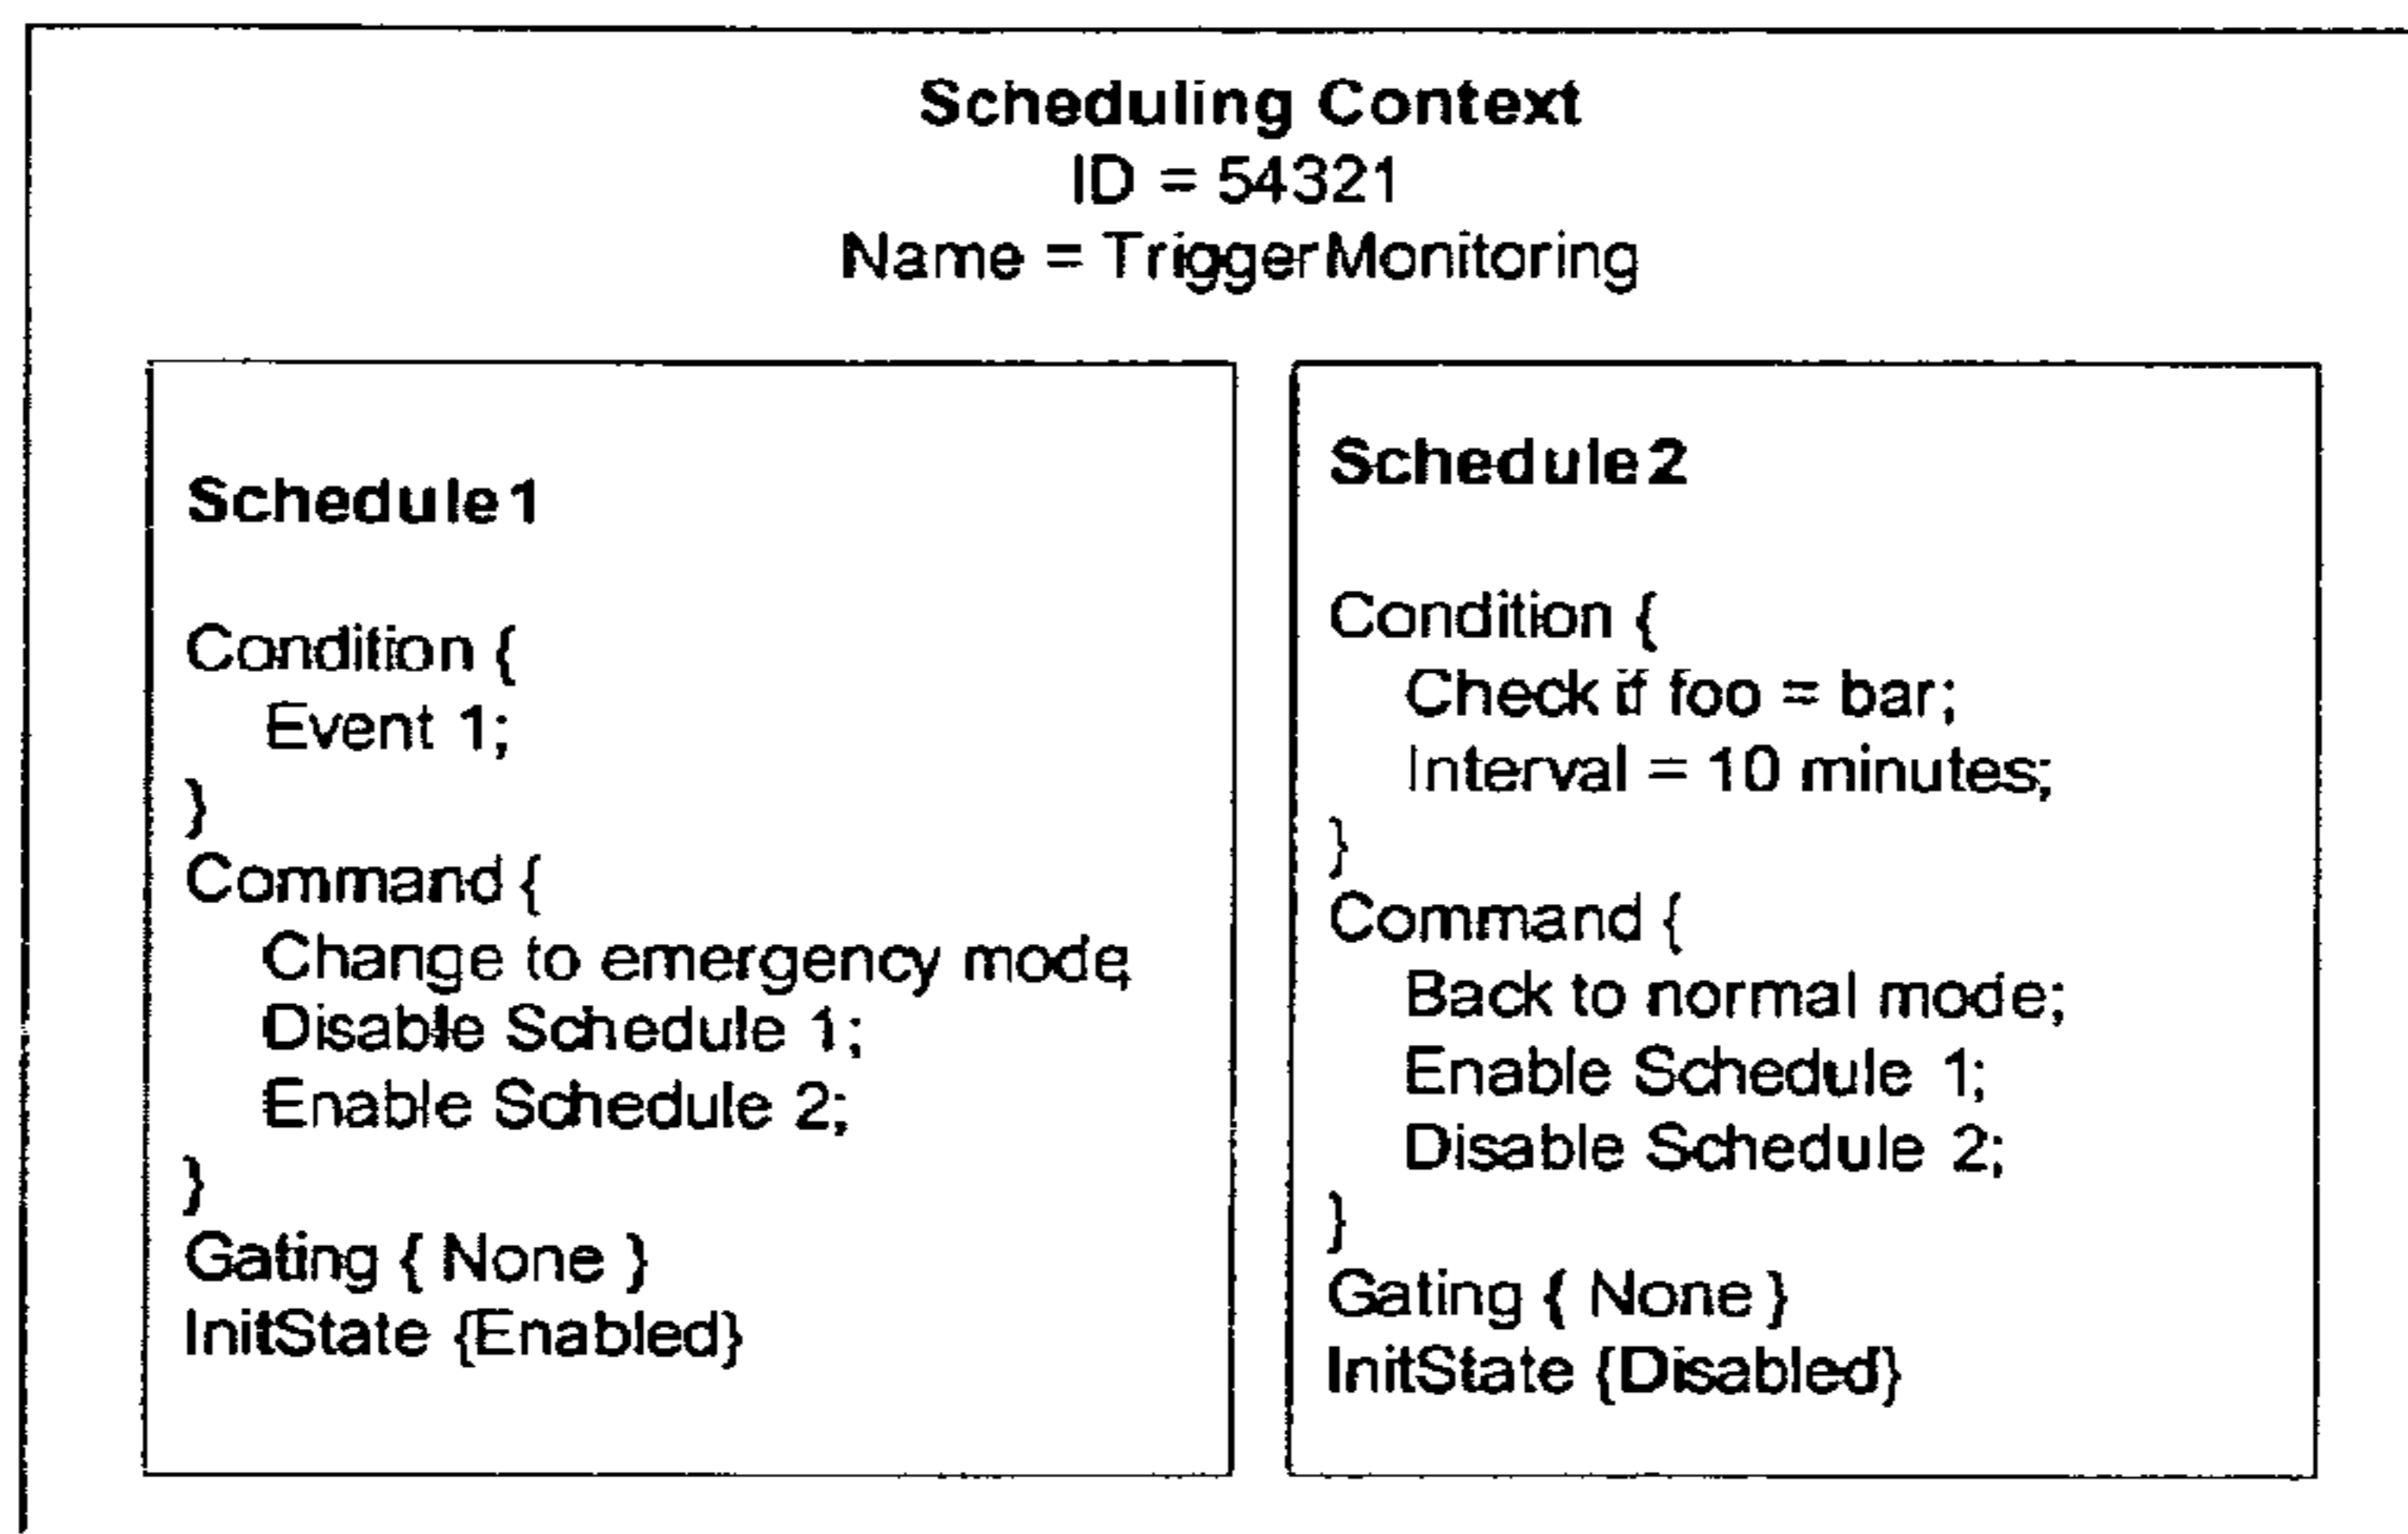 Scheduling Context
ID = 54321
Name = TriggerMonitoring
Schedule1
Condition {
Event 1;
}
Command {
Change to emergency mode
Disable Schedule 1;
Enable Schedule 2;
}
Gating { None }
InitState {Enabled}
Schedule2
Condition {
Check if foo = bar;
Interval = 10 minutes;
}
Command {
Back to normal mode;
Enable Schedule 1;
Disable Schedule 2;
}
Gating { None }
InitState {Disabled}